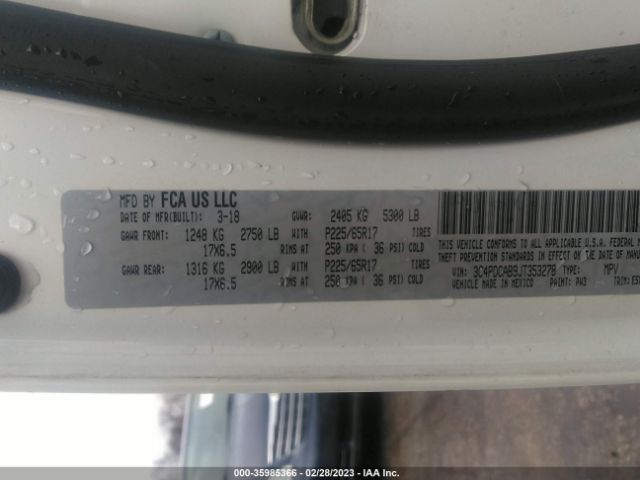 MFD BY FCA US LLC
DATE OF MFR(BUILT): 3-18 GVWR: 2405 KG 5300 LB
GAWR FRONT: 1248 KG 2750 LB WITH P225/65R17 TIRES
17X6.5 RIMS AT 250 KPA ( 36 PSI) COLD
GAWR REAR: 1316 KG 2900 LB WITH P225/65R17 TIRES
17X6.5 RIMS AT 250 KPA ( 36 PSI) COLD
THIS VEHICLE CONFORMS TO ALL APPLICABLE U.S.A. FEDERAL
THEFT PREVENTION STANDARDS IN EFFECT ON THE DATE OF MANU
VIN: 3C4PDCAB9JT353278 TYPE: MPV
VEHICLE MADE IN MEXICO PAINT: PW3 TRIM:
000-35985366 - 02/28/2023 - IAA Inc.